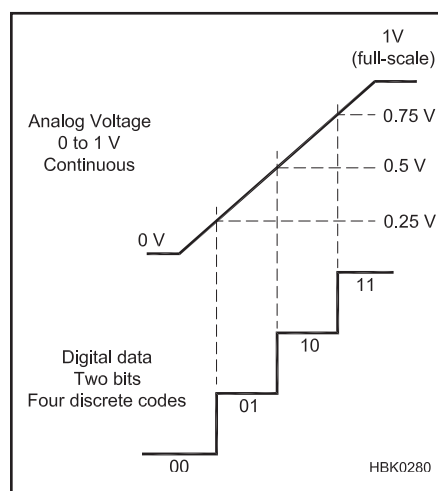 1V
(full-scale)
Analog Voltage
0 to 1 V
Continuous
0.75 V
0.5 V
0.25 V
0 V
11
10
Digital data
Two bits
Four discrete codes
01
00
HBK0280